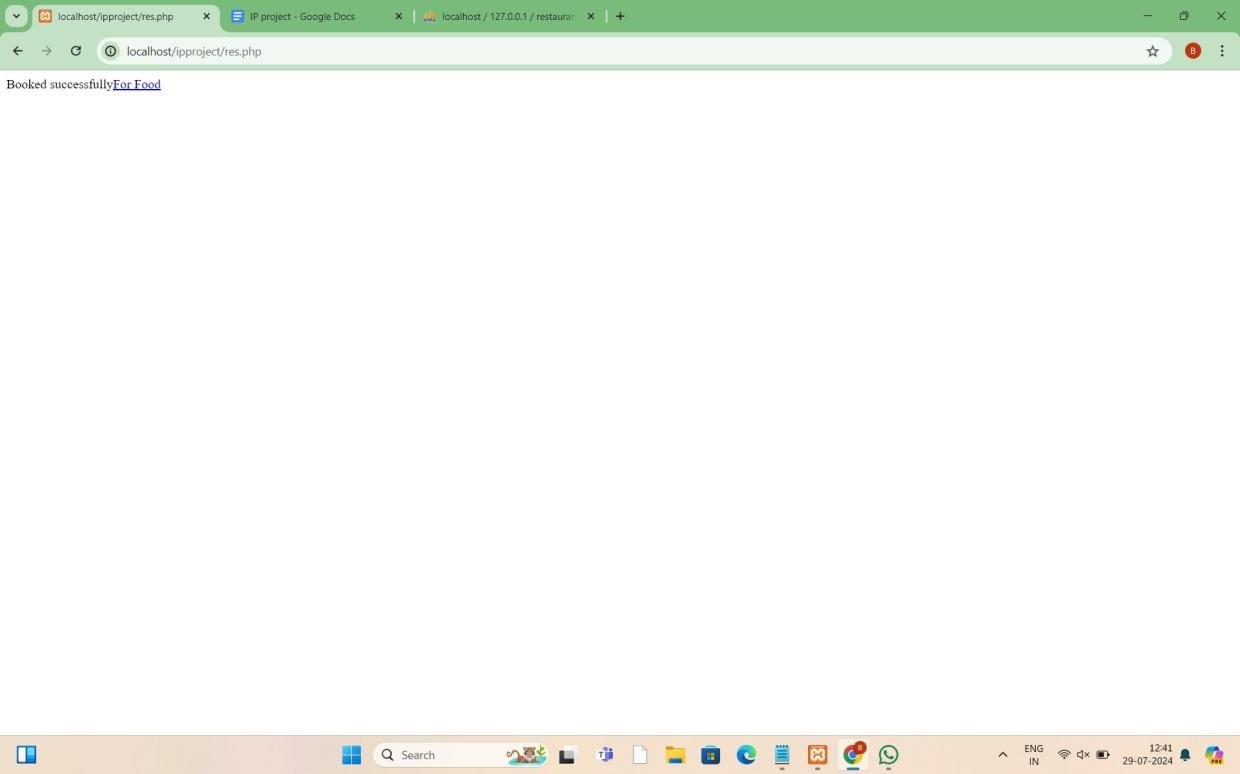 localhost/ipproject/res.php
IP project - Google Docs
localhost / 127.0.0.1 / restauran
localhost/ipproject/res.php
B
Booked successfullyFor Food
Search
B
ENG
IN
12:41
29-07-2024
PRE